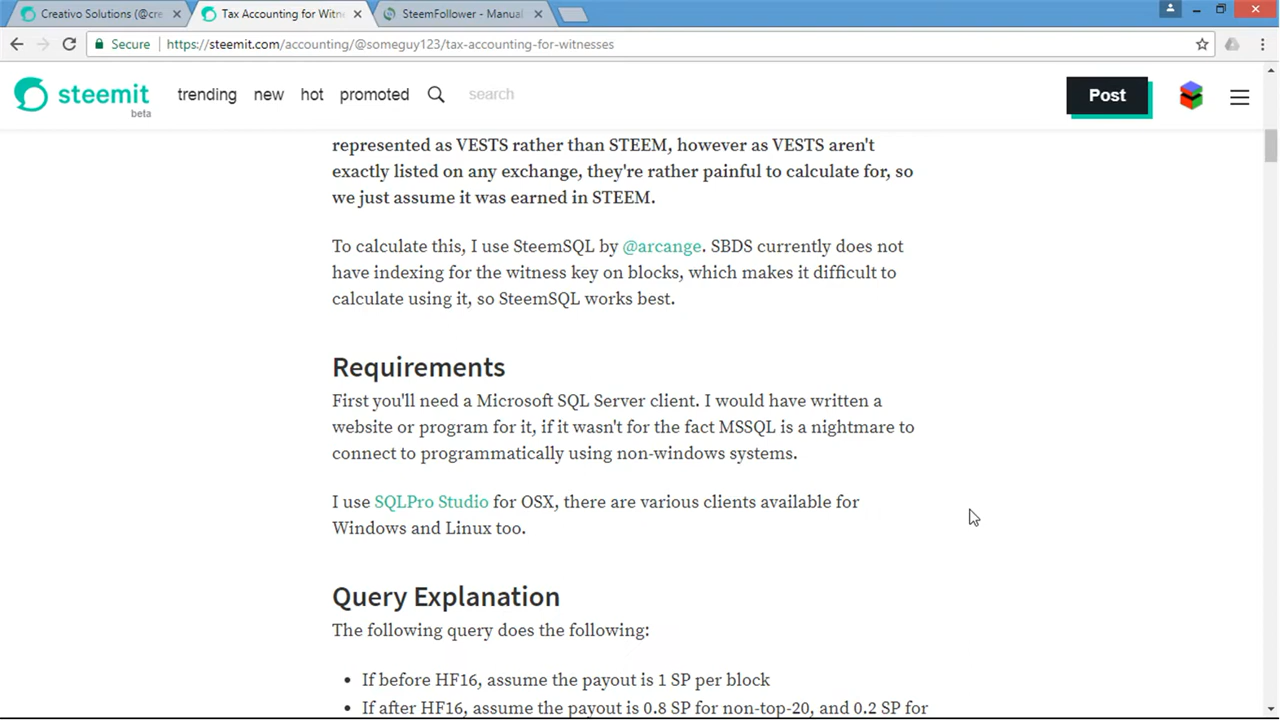 Creativo Solutions (@cre
Tax Accounting for Witn
SteemFollower - Manual
Secure
https://steemit.com/accounting/@someguy123/tax-accounting-for-witnesses
steemit
beta
trending new hot promoted search
Post
represented as VESTS rather than STEEM, however as VESTS aren't
exactly listed on any exchange, they're rather painful to calculate for, so
we just assume it was earned in STEEM.
To calculate this, I use SteemSQL by @arcange. SBDS currently does not
have indexing for the witness key on blocks, which makes it difficult to
calculate using it, so SteemSQL works best.
Requirements
First you'll need a Microsoft SQL Server client. I would have written a
website or program for it, if it wasn't for the fact MSSQL is a nightmare to
connect to programmatically using non-windows systems.
I use SQLPro Studio for OSX, there are various clients available for
Windows and Linux too.
Query Explanation
The following query does the following:
• If before HF16, assume the payout is 1 SP per block
• If after HF16, assume the payout is 0.8 SP for non-top-20, and 0.2 SP for